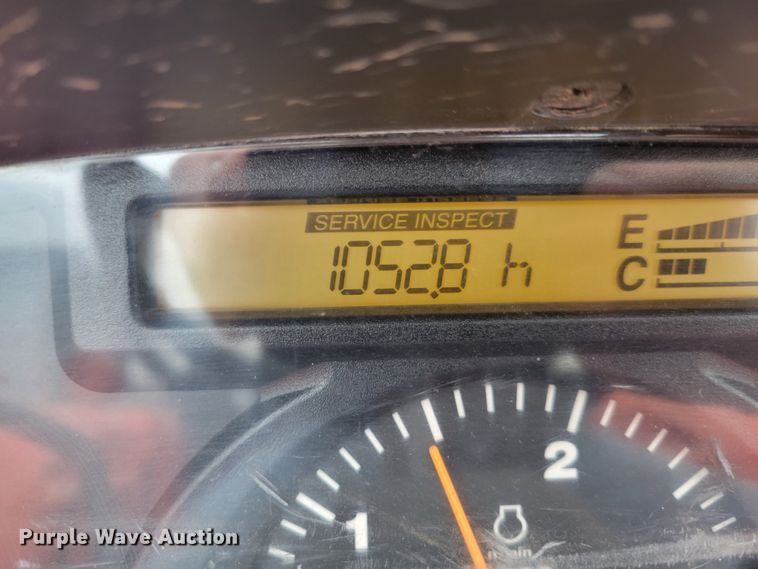 SERVICE INSPECT
1052.8 h
E
C
1
2
Purple Wave Auction